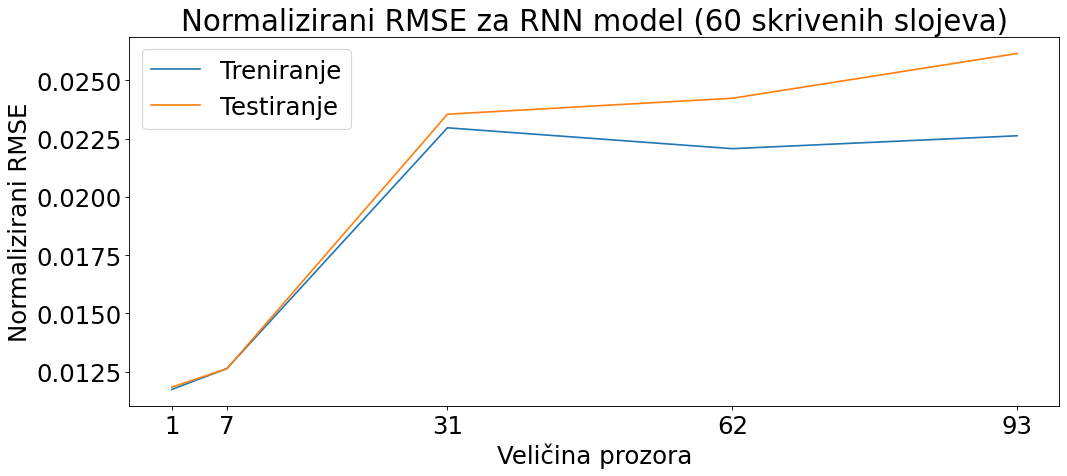 Normalizirani RMSE za RNN model (60 skrivenih slojeva)
Treniranje
Testiranje
Normalizirani RMSE
0.0250
0.0225
0.0200
0.0175
0.0150
0.0125
1 7 31 62 93
Veličina prozora